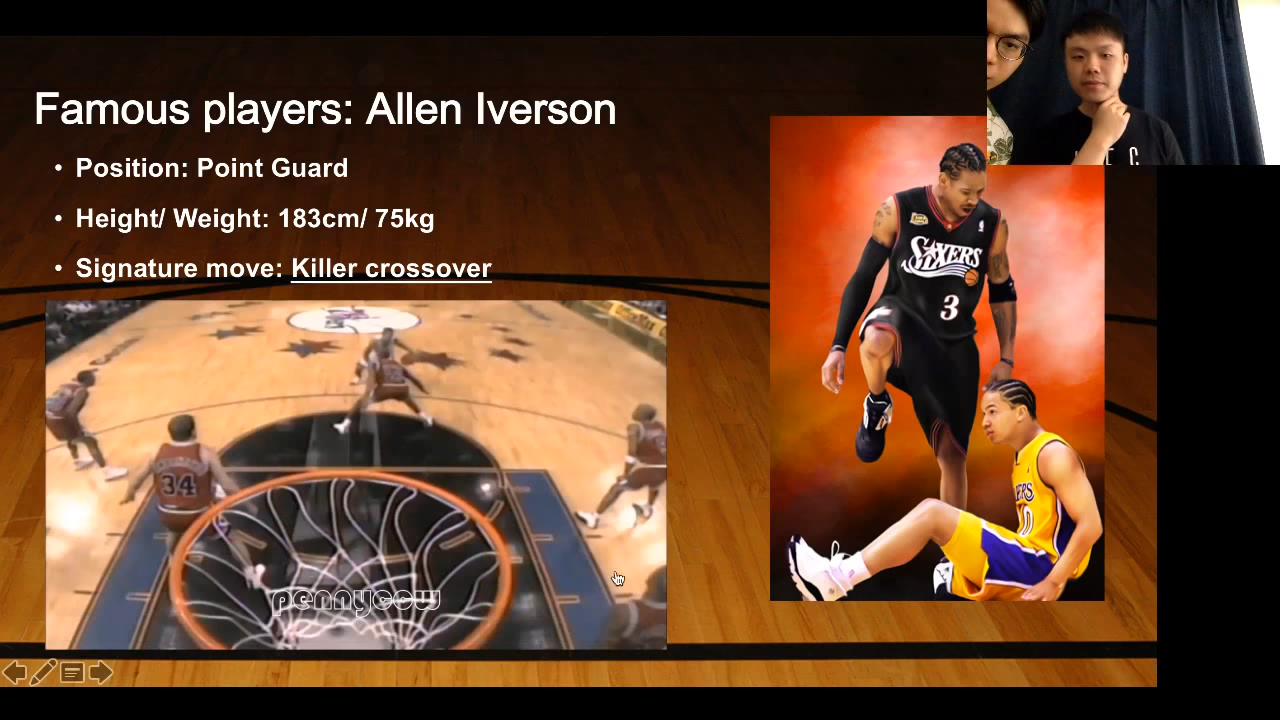 Famous players: Allen Iverson
• Position: Point Guard
• Height/ Weight: 183cm/ 75kg
• Signature move: Killer crossover
34
pennycow
SIXERS
3